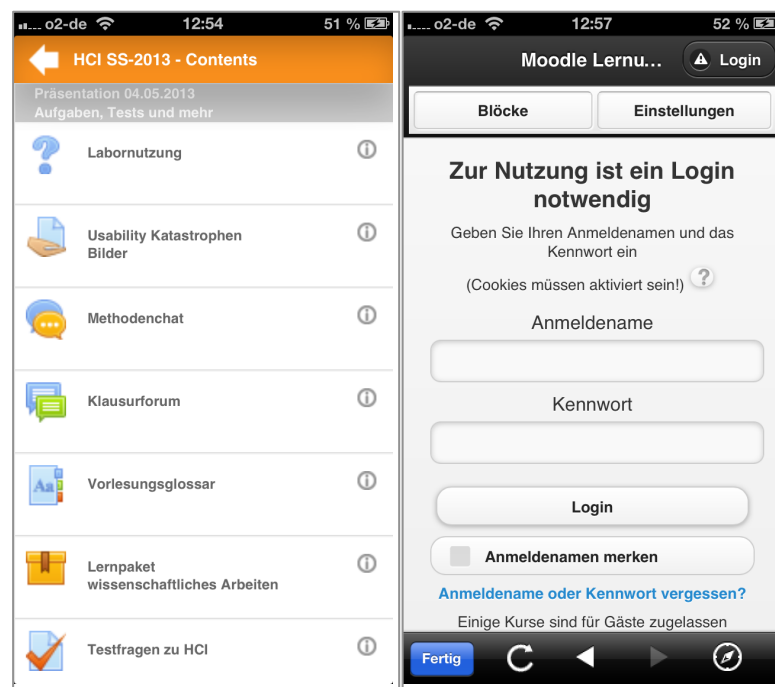 o2-de 12:54 51 %
HCI SS-2013 - Contents
Präsentation 04.05.2013
Aufgaben, Tests und mehr
Labornutzung
Usability Katastrophen
Bilder
Methodenchat
Klausurforum
Aa
Vorlesungsglossar
Lernpaket
wissenschaftliches Arbeiten
Testfragen zu HCI
o2-de 12:57 52 %
Moodle Lernu... Login
Blöcke Einstellungen
Zur Nutzung ist ein Login
notwendig
Geben Sie Ihren Anmeldenamen und das
Kennwort ein
(Cookies müssen aktiviert sein!) ?
Anmeldename
Kennwort
Login
Anmeldenamen merken
Anmeldename oder Kennwort vergessen?
Einige Kurse sind für Gäste zugelassen
Fertig